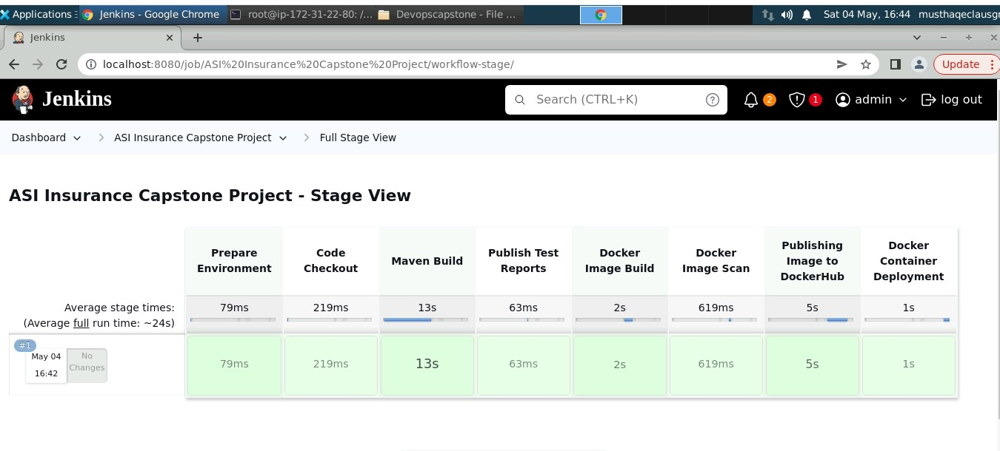 Applications
Jenkins - Google Chrome
root@ip-172-31-22-80: /...
Devopscapstone - File ...
Sat 04 May, 16:44
musthaqeclausgr
Jenkins
localhost:8080/job/ASI%20Insurance%20Capstone%20Project/workflow-stage/
Update
Jenkins
Search (CTRL+K)
?
2
1
admin
log out
Dashboard
ASI Insurance Capstone Project
Full Stage View
ASI Insurance Capstone Project - Stage View
Prepare
Environment
Code
Checkout
Maven Build
Publish Test
Reports
Docker
Image Build
Docker
Image Scan
Publishing
Image to
DockerHub
Docker
Container
Deployment
Average stage times:
(Average full run time: ~24s)
79ms
219ms
13s
63ms
2s
619ms
5s
1s
#1
May 04
16:42
No
Changes
79ms
219ms
13s
63ms
2s
619ms
5s
1s